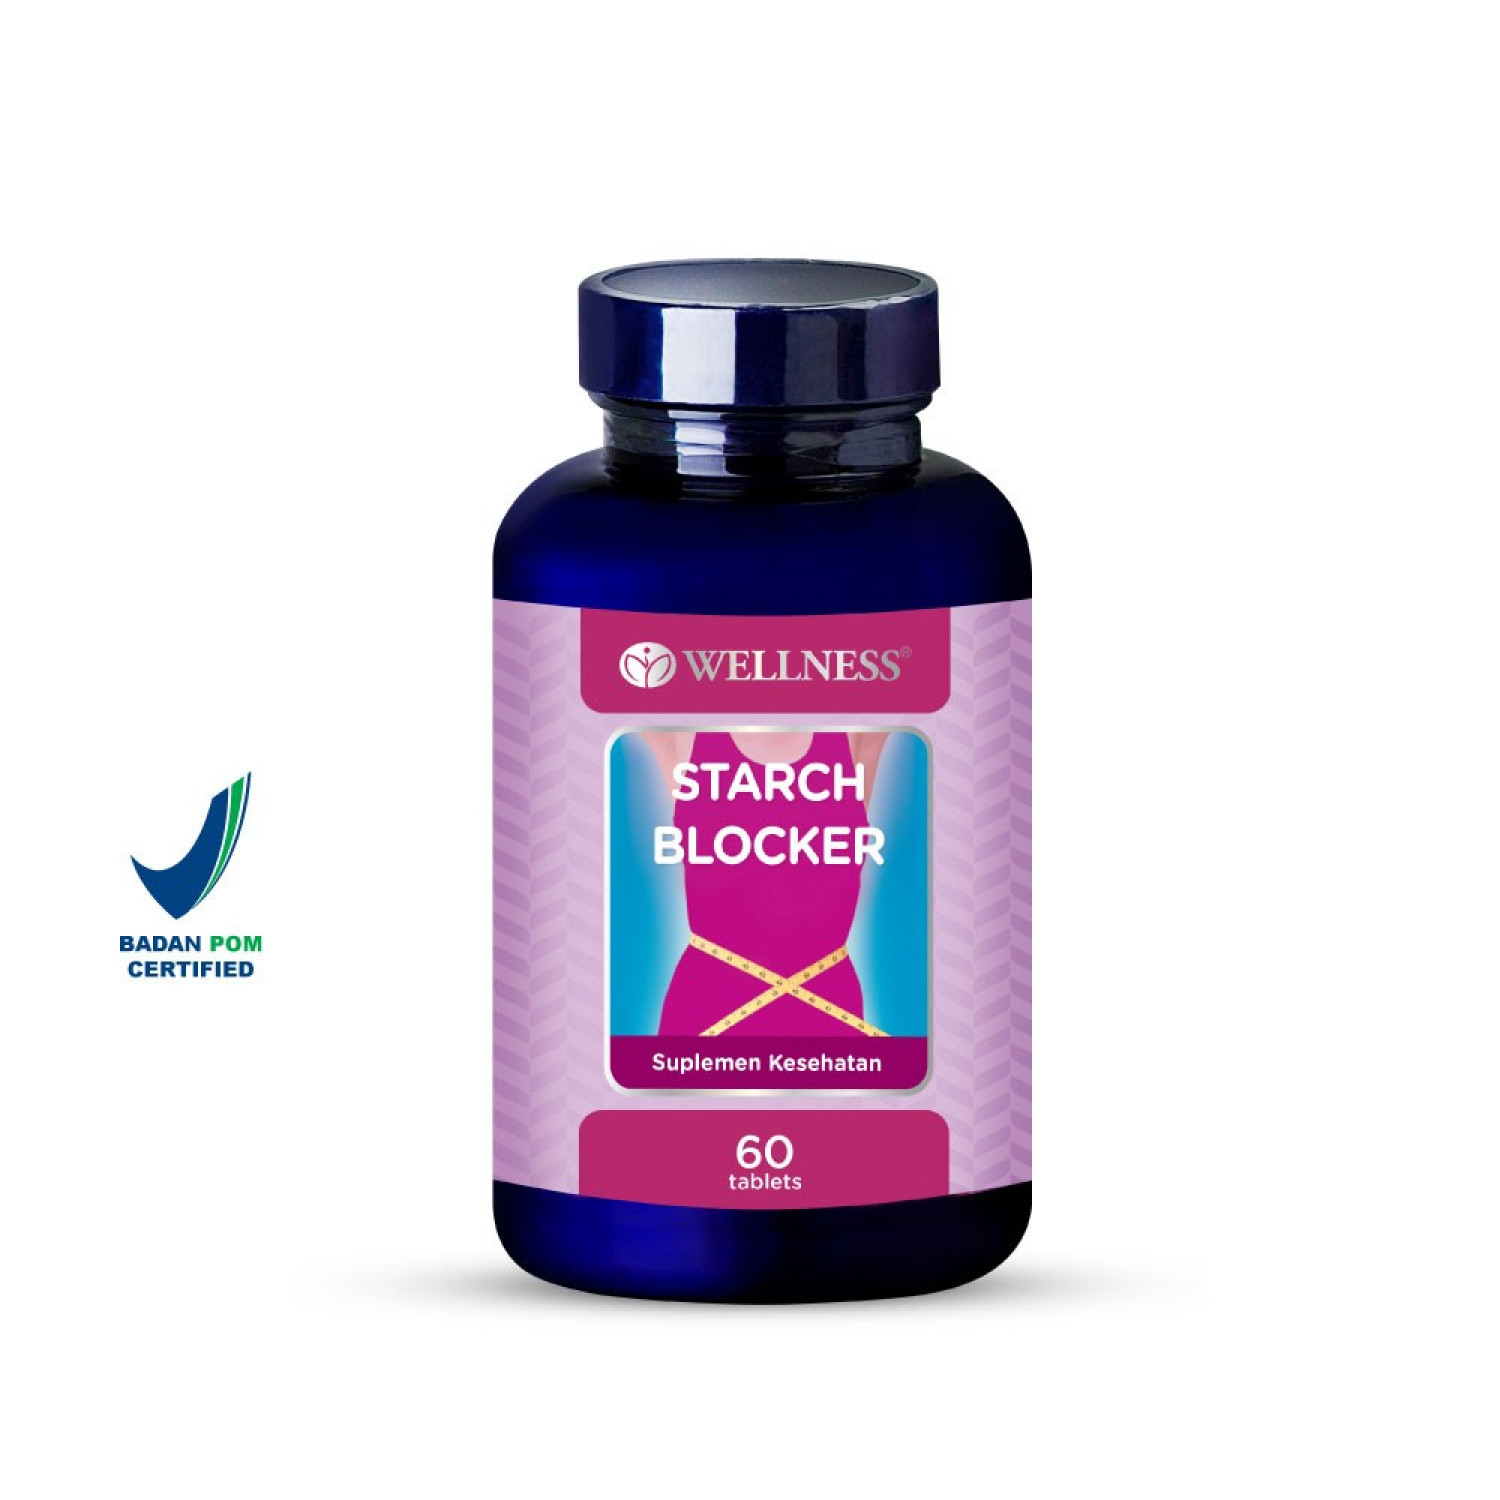 WELLNESS®
STARCH
BLOCKER
Suplemen Kesehatan
60
tablets
BADAN POM
CERTIFIED